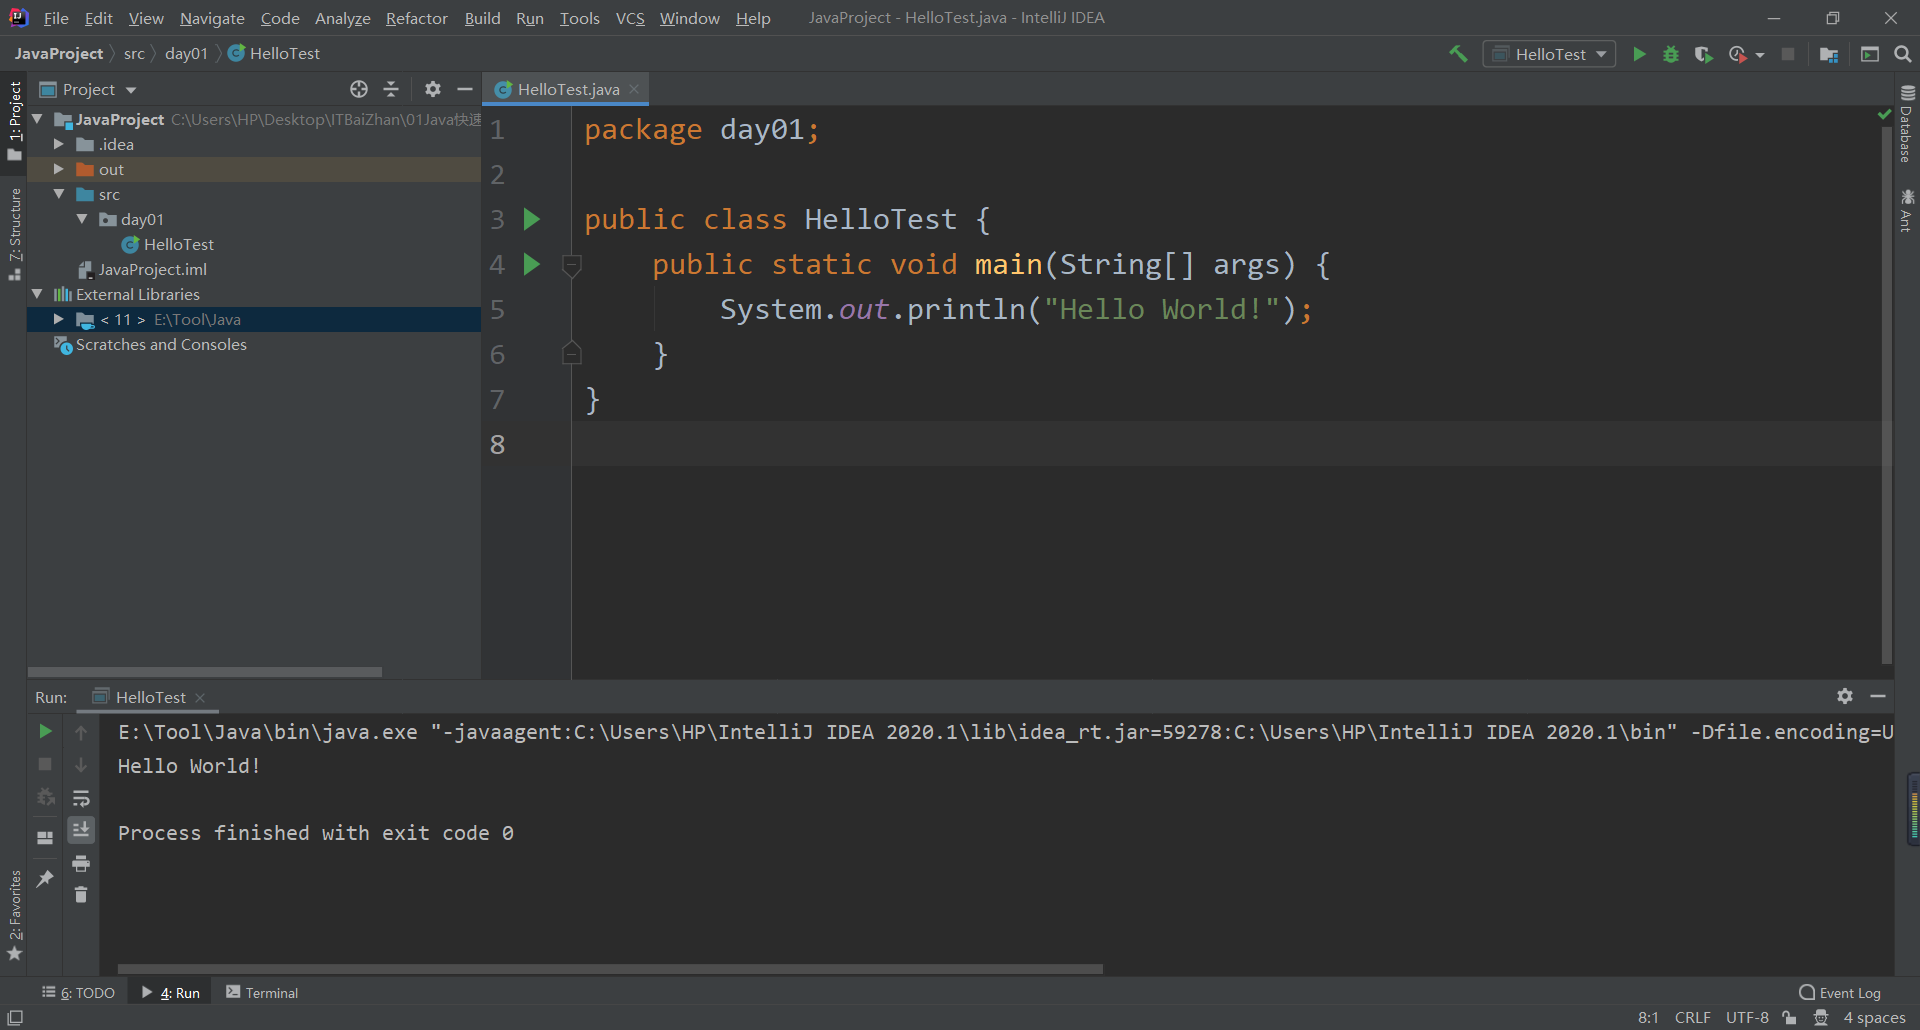 File Edit View Navigate Code Analyze Refactor Build Run Tools VCS Window Help JavaProject - HelloTest.java - IntelliJ IDEA
JavaProject src day01 HelloTest HelloTest
1: Project
7: Structure
2: Favorites
Project
JavaProject C:\Users\HP\Desktop\ITBaiZhan\01Java快速
.idea
out
src
day01
HelloTest
JavaProject.iml
External Libraries
< 11 > E:\Tool\Java
Scratches and Consoles
HelloTest.java
1 package day01;
2
3 public class HelloTest {
4 public static void main(String[] args) {
5 System.out.println("Hello World!");
6 }
7 }
8
Database
Ant
Run: HelloTest
E:\Tool\Java\bin\java.exe "-javaagent:C:\Users\HP\IntelliJ IDEA 2020.1\lib\idea_rt.jar=59278:C:\Users\HP\IntelliJ IDEA 2020.1\bin" -Dfile.encoding=U
Hello World!
Process finished with exit code 0
6: TODO 4: Run Terminal Event Log
8:1 CRLF UTF-8 4 spaces